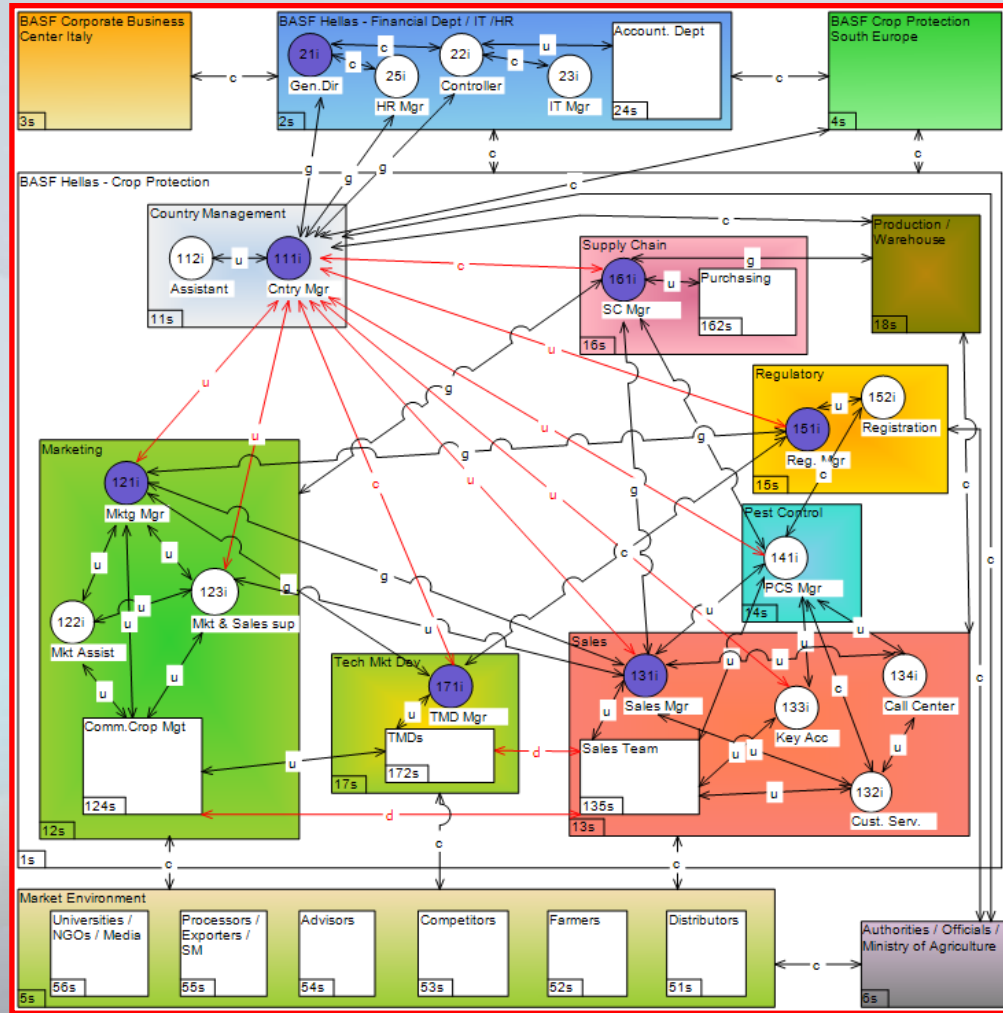 BASF Corporate Business
Center Italy
3s
c
BASF Hellas - Financial Dept / IT /HR
21i
Gen.Dir
c
c
25i
HR Mgr
22i
Controller
u
c
23i
IT Mgr
Account. Dept
24s
2s
c
BASF Crop Protection
South Europe
4s
c
c
g
g
g
c
c
BASF Hellas - Crop Protection
Country Management
112i
Assistant
u
111i
Cntry Mgr
11s
c
Supply Chain
161i
SC Mgr
u
g
Purchasing
162s
16s
Production /
Warehouse
18s
c
u
u
u
c
u
u
u
g
g
g
g
c
Regulatory
151i
Reg. Mgr
u
152i
Registration
15s
c
Marketing
121i
Mktg Mgr
u
u
u
u
122i
Mkt Assist
123i
Mkt & Sales sup
u
u
Comm.Crop Mgt
124s
12s
g
g
u
c
Pest Control
141i
PCS Mgr
14s
u
u
u
c
u
Tech Mkt Dev
171i
TMD Mgr
u
TMDs
172s
17s
u
d
d
Sales
131i
Sales Mgr
u
133i
Key Acc
134i
Call Center
u
u
u
u
Sales Team
135s
132i
Cust. Serv.
13s
1s
c
c
c
c
c
Market Environment
Universities /
NGOs / Media
56s
Processors /
Exporters /
SM
55s
Advisors
54s
Competitors
53s
Farmers
52s
Distributors
51s
5s
c
Authorities / Officials /
Ministry of Agriculture
6s